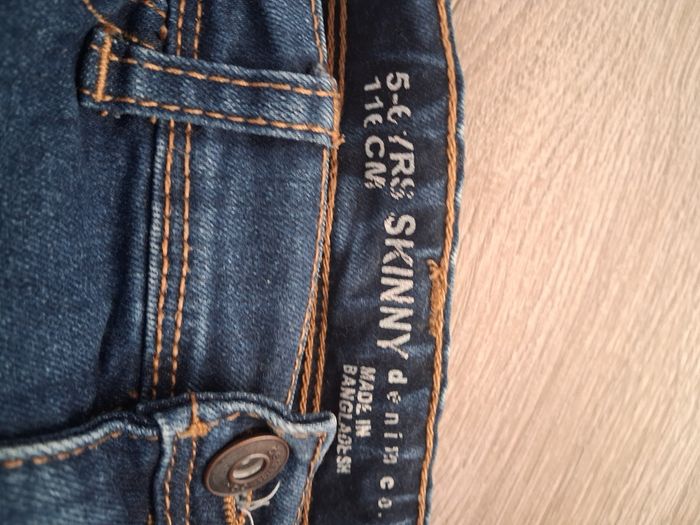 5-6 YRS SKINNY denim co.
116 CM
MADE IN
BANGLADESH